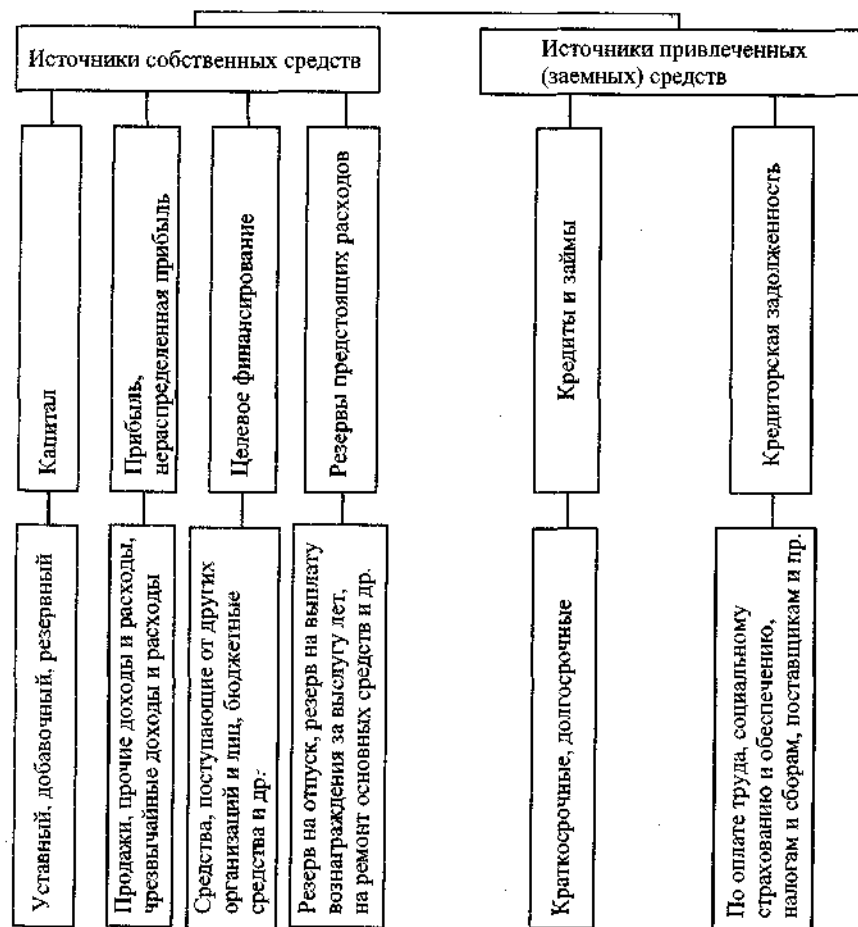 Источники собственных средств
Источники привлеченных
(заемных) средств
Капитал
Прибыль,
нераспределенная прибыль
Целевое финансирование
Резервы предстоящих расходов
Кредиты и займы
Кредиторская задолженность
Уставный, добавочный, резервный
Продажи, прочие доходы и расходы,
чрезвычайные доходы и расходы
Средства, поступающие от других
организаций и лиц, бюджетные
средства и др.
Резерв на отпуск, резерв на выплату
вознаграждения за выслугу лет,
на ремонт основных средств и др.
Краткосрочные, долгосрочные
По оплате труда, социальному
страхованию и обеспечению,
налогам и сборам, поставщикам и пр.